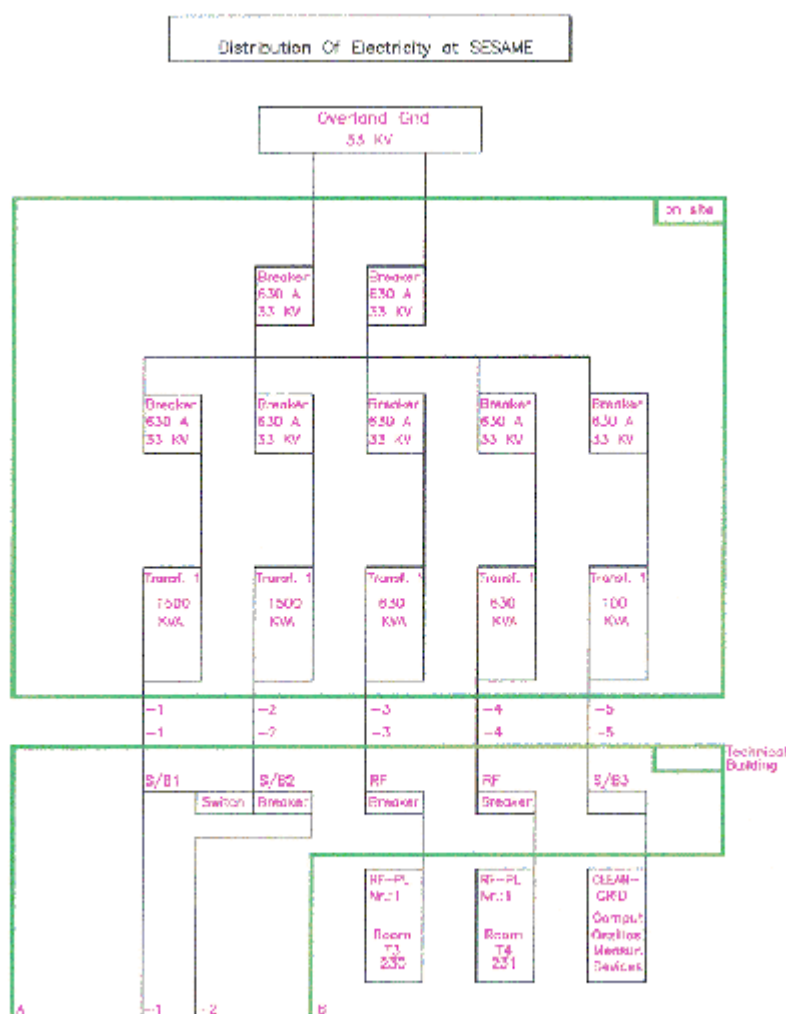 Distribution Of Electricity at SESAME
Overland Grid
33 KV
on site
Breaker
630 A
33 KV
Breaker
630 A
33 KV
Breaker
630 A
33 KV
Breaker
630 A
33 KV
Breaker
630 A
33 KV
Breaker
630 A
33 KV
Breaker
630 A
33 KV
Transf. 1
1500
KVA
Transf. 1
1500
KVA
Transf. 1
630
KVA
Transf. 1
630
KVA
Transf. 1
100
KVA
-1
-1
-2
-2
-3
-3
-4
-4
-5
-5
Technical
Building
S/B1
S/B2
RF
RF
S/B3
Switch
Breaker
Breaker
Breaker
RF-PL
Nr.:
Room
T3
230
RF-PL
Nr.:
Room
T4
231
CLEAN-
GRID
Comput
Oszillos
Mensur.
Sevices
A
-1
-2
B